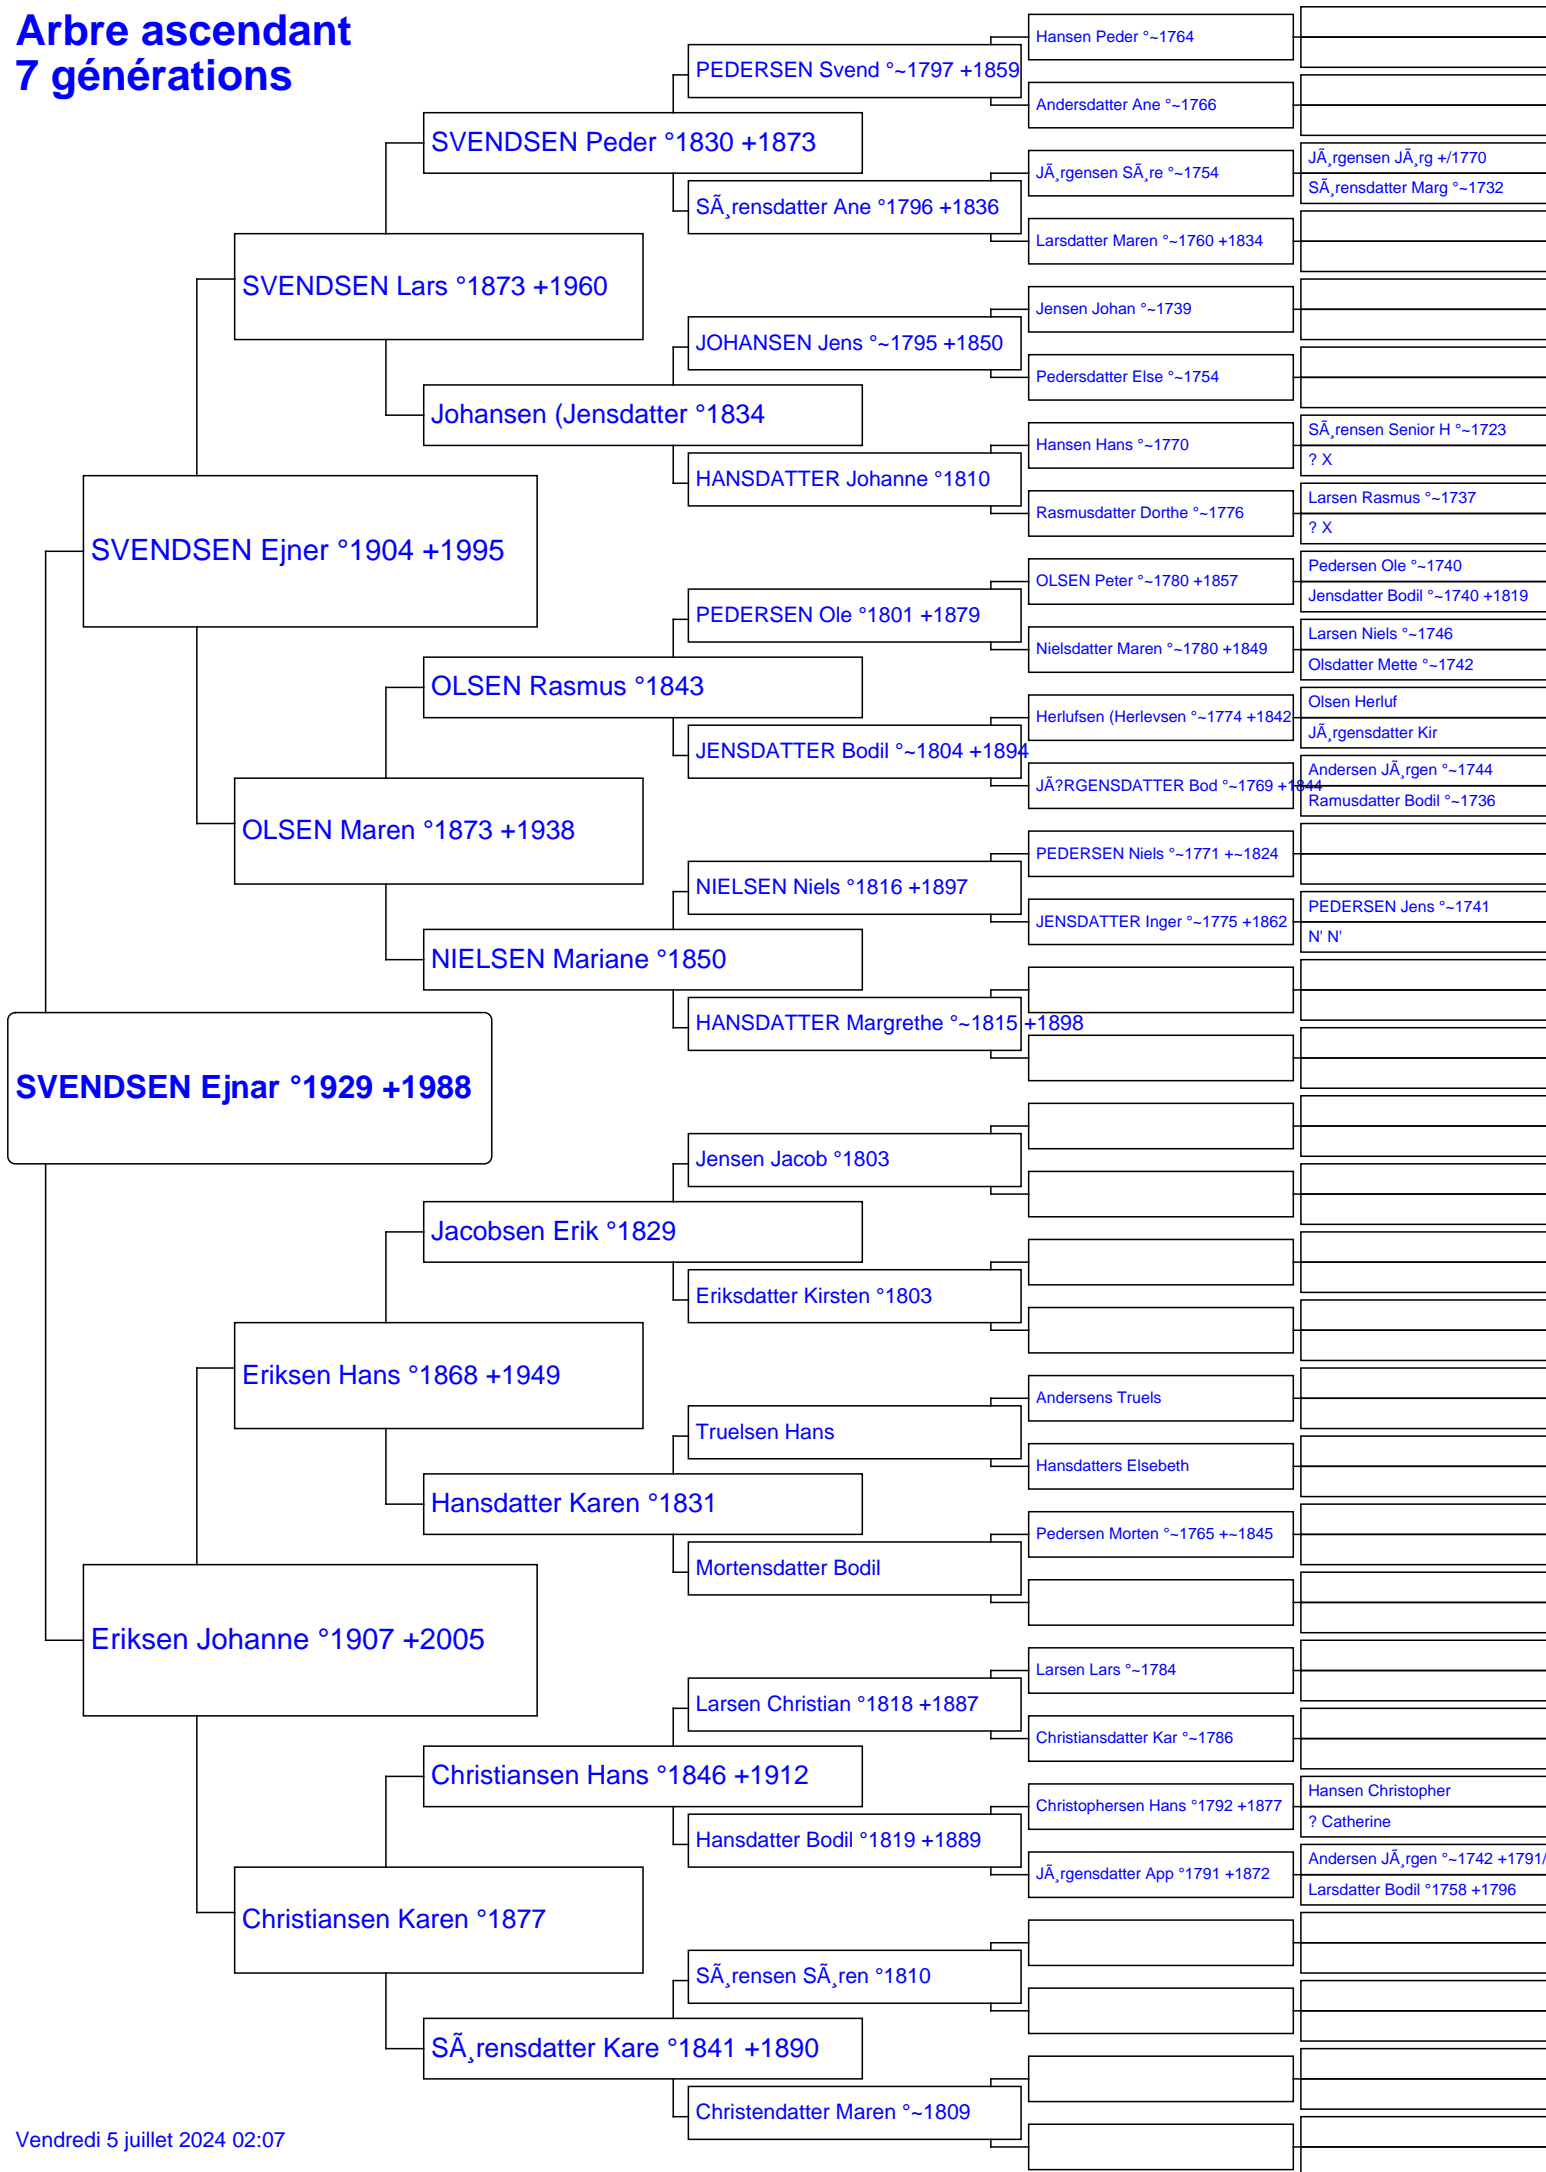 Arbre ascendant
7 générations
Hansen Peder °~1764
PEDERSEN Svend °~1797 +1859
Andersdatter Ane °~1766
SVENDSEN Peder °1830 +1873
JÃ¸rgensen JÃ¸rg +/1770
JÃ¸rgensen SÃ¸re °~1754
SÃ¸rensdatter Marg °~1732
SÃ¸rensdatter Ane °1796 +1836
Larsdatter Maren °~1760 +1834
SVENDSEN Lars °1873 +1960
Jensen Johan °~1739
JOHANSEN Jens °~1795 +1850
Pedersdatter Else °~1754
Johansen (Jensdatter °1834
SÃ¸rensen Senior H °~1723
Hansen Hans °~1770
? X
HANSDATTER Johanne °1810
Larsen Rasmus °~1737
Rasmusdatter Dorthe °~1776
? X
SVENDSEN Ejner °1904 +1995
Pedersen Ole °~1740
OLSEN Peter °~1780 +1857
Jensdatter Bodil °~1740 +1819
PEDERSEN Ole °1801 +1879
Larsen Niels °~1746
Nielsdatter Maren °~1780 +1849
Olsdatter Mette °~1742
OLSEN Rasmus °1843
Olsen Herluf
Herlufsen (Herlevsen °~1774 +1842
JÃ¸rgensdatter Kir
JENSDATTER Bodil °~1804 +1894
Andersen JÃ¸rgen °~1744
JÃ?RGENSDATTER Bod °~1769 +1844
Ramusdatter Bodil °~1736
OLSEN Maren °1873 +1938
PEDERSEN Niels °~1771 +~1824
NIELSEN Niels °1816 +1897
PEDERSEN Jens °~1741
JENSDATTER Inger °~1775 +1862
N' N'
NIELSEN Mariane °1850
HANSDATTER Margrethe °~1815 +1898
SVENDSEN Ejnar °1929 +1988
Jensen Jacob °1803
Jacobsen Erik °1829
Eriksdatter Kirsten °1803
Eriksen Hans °1868 +1949
Andersens Truels
Truelsen Hans
Hansdatters Elsebeth
Hansdatter Karen °1831
Pedersen Morten °~1765 +~1845
Mortensdatter Bodil
Eriksen Johanne °1907 +2005
Larsen Lars °~1784
Larsen Christian °1818 +1887
Christiansdatter Kar °~1786
Christiansen Hans °1846 +1912
Hansen Christopher
Christophersen Hans °1792 +1877
? Catherine
Hansdatter Bodil °1819 +1889
Andersen JÃ¸rgen °~1742 +1791/
JÃ¸rgensdatter App °1791 +1872
Larsdatter Bodil °1758 +1796
Christiansen Karen °1877
SÃ¸rensen SÃ¸ren °1810
SÃ¸rensdatter Kare °1841 +1890
Christendatter Maren °~1809
Vendredi 5 juillet 2024 02:07